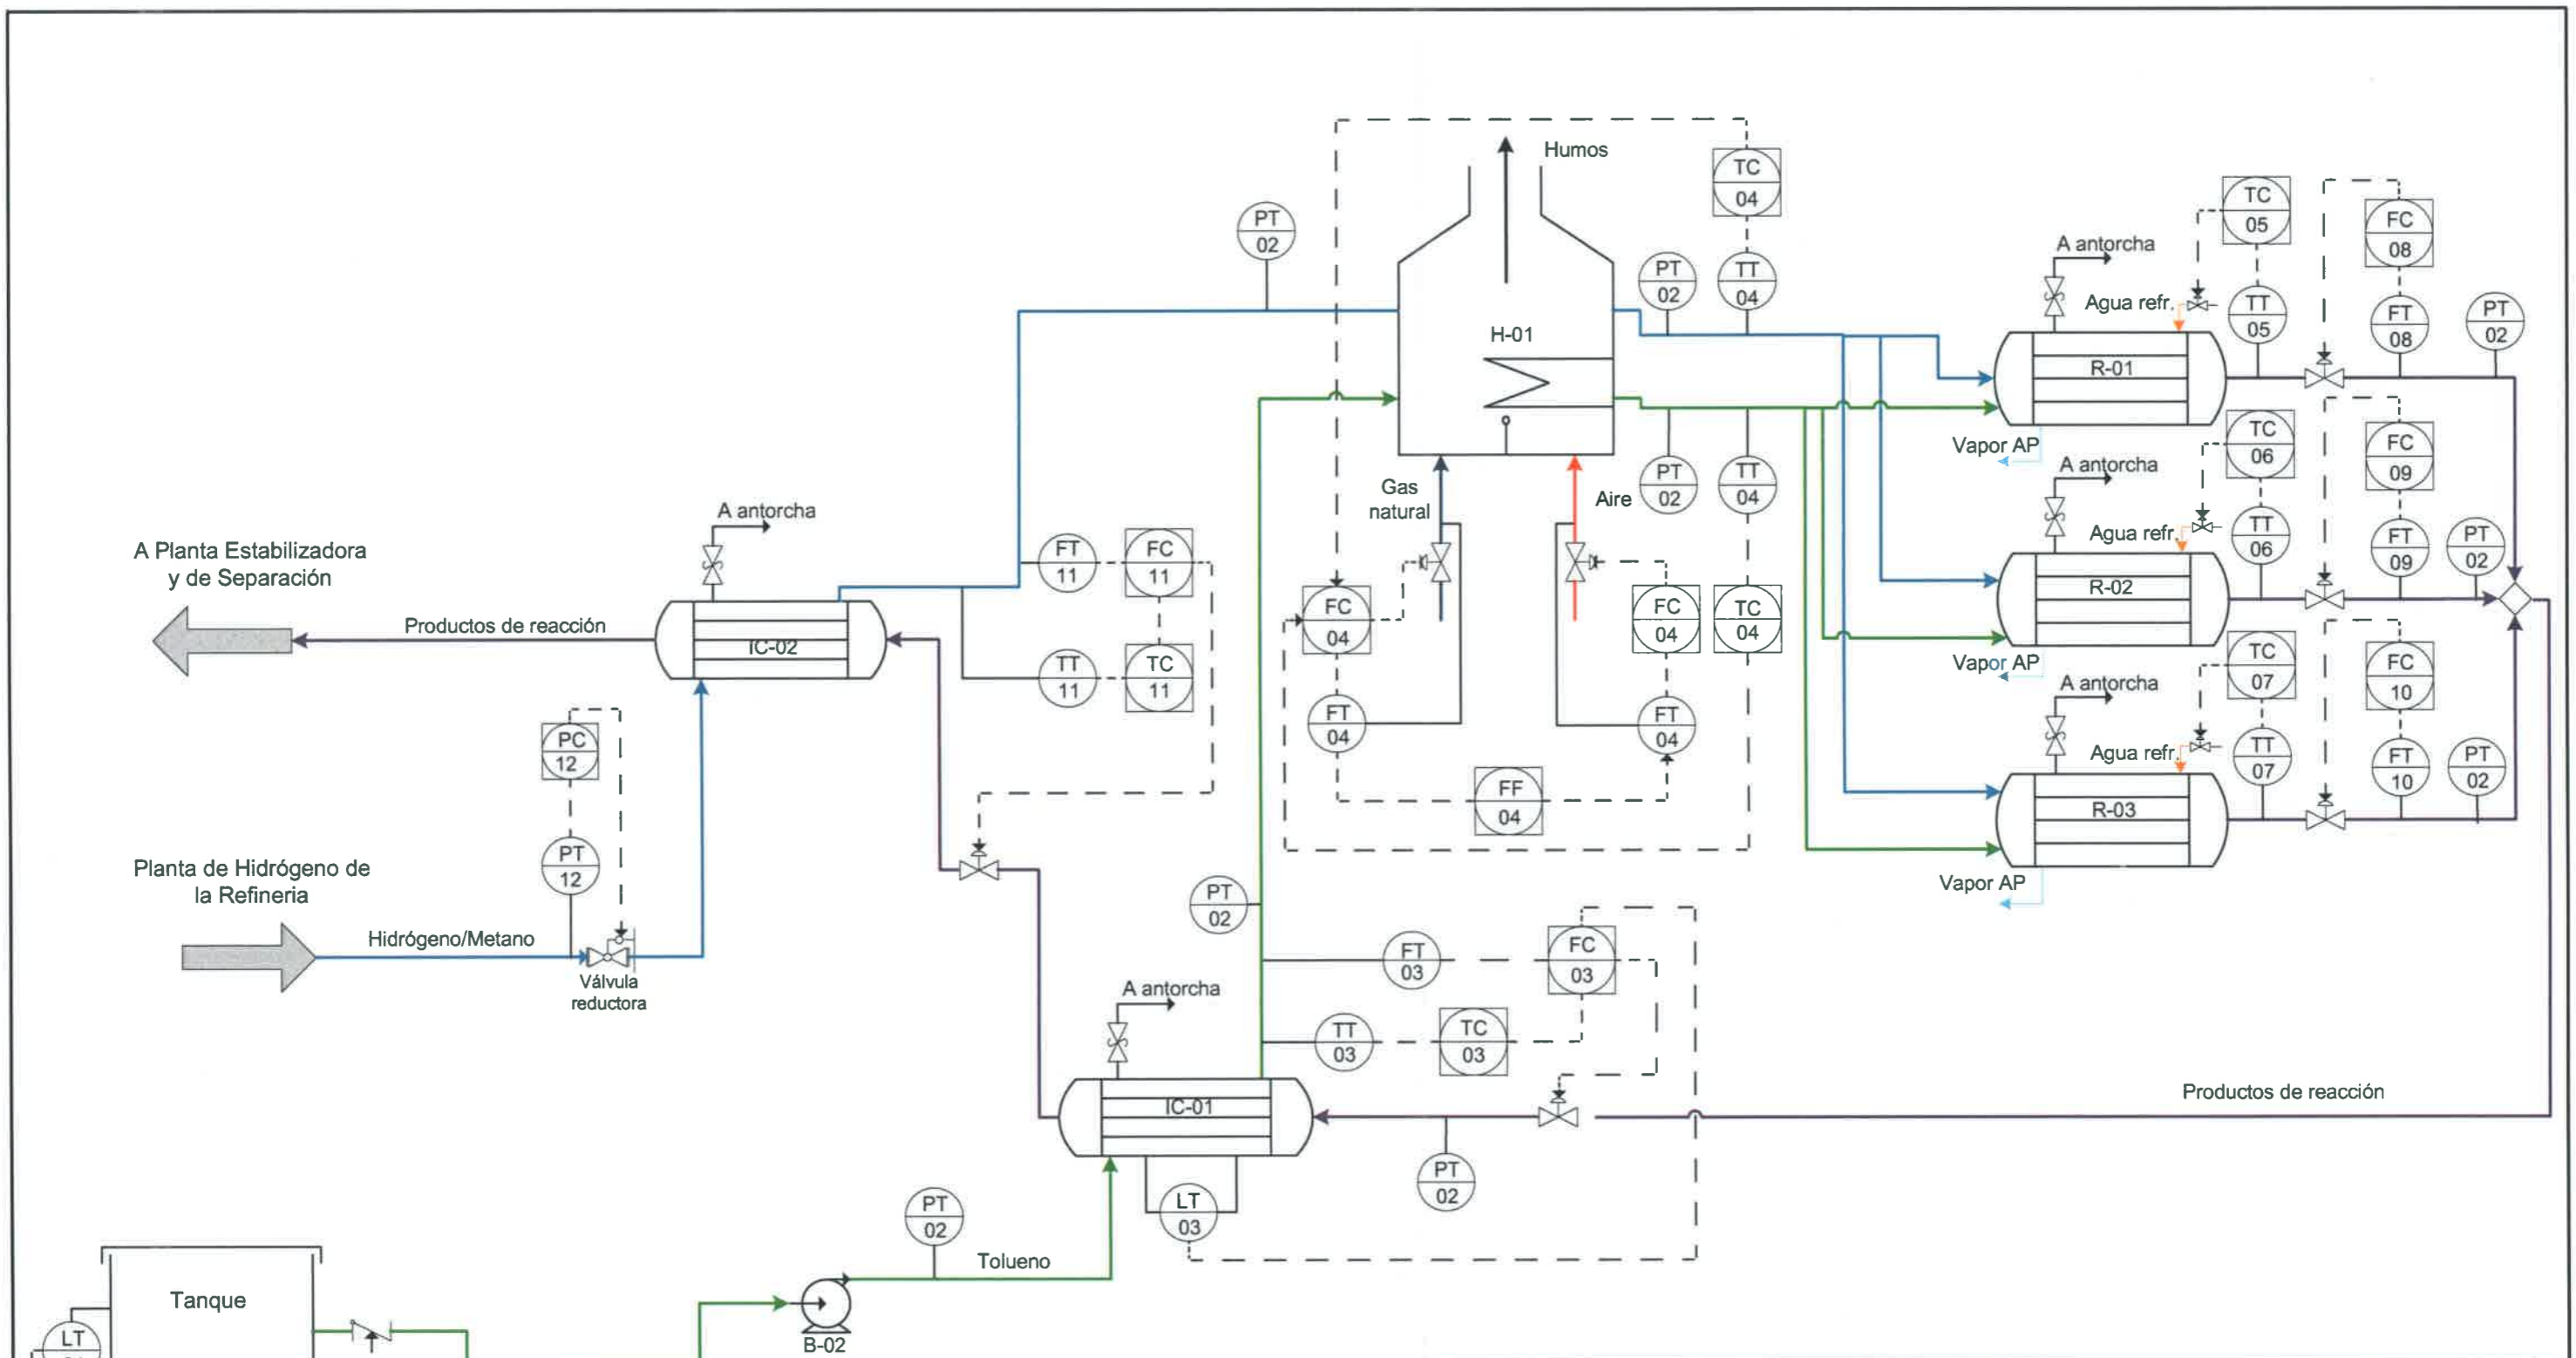 Humos
TC
04
PT
02
PT
02
TT
04
H-01
TC
05
FC
08
A antorcha
Agua refr.
TT
05
FT
08
PT
02
R-01
Vapor AP
Gas
natural
Aire
PT
02
TT
04
FC
04
FC
04
TC
04
FT
04
FT
04
FF
04
TC
06
FC
09
A antorcha
Agua refr.
TT
06
FT
09
PT
02
R-02
Vapor AP
TC
07
FC
10
A antorcha
Agua refr.
TT
07
FT
10
PT
02
R-03
Vapor AP
A antorcha
FT
11
FC
11
TT
11
TC
11
A Planta Estabilizadora
y de Separación
Productos de reacción
IC-02
PC
12
PT
12
Planta de Hidrógeno de
la Refineria
Hidrógeno/Metano
Válvula
reductora
PT
02
FT
03
FC
03
TT
03
TC
03
A antorcha
IC-01
Productos de reacción
PT
02
LT
03
PT
02
Tolueno
B-02
Tanque
LT